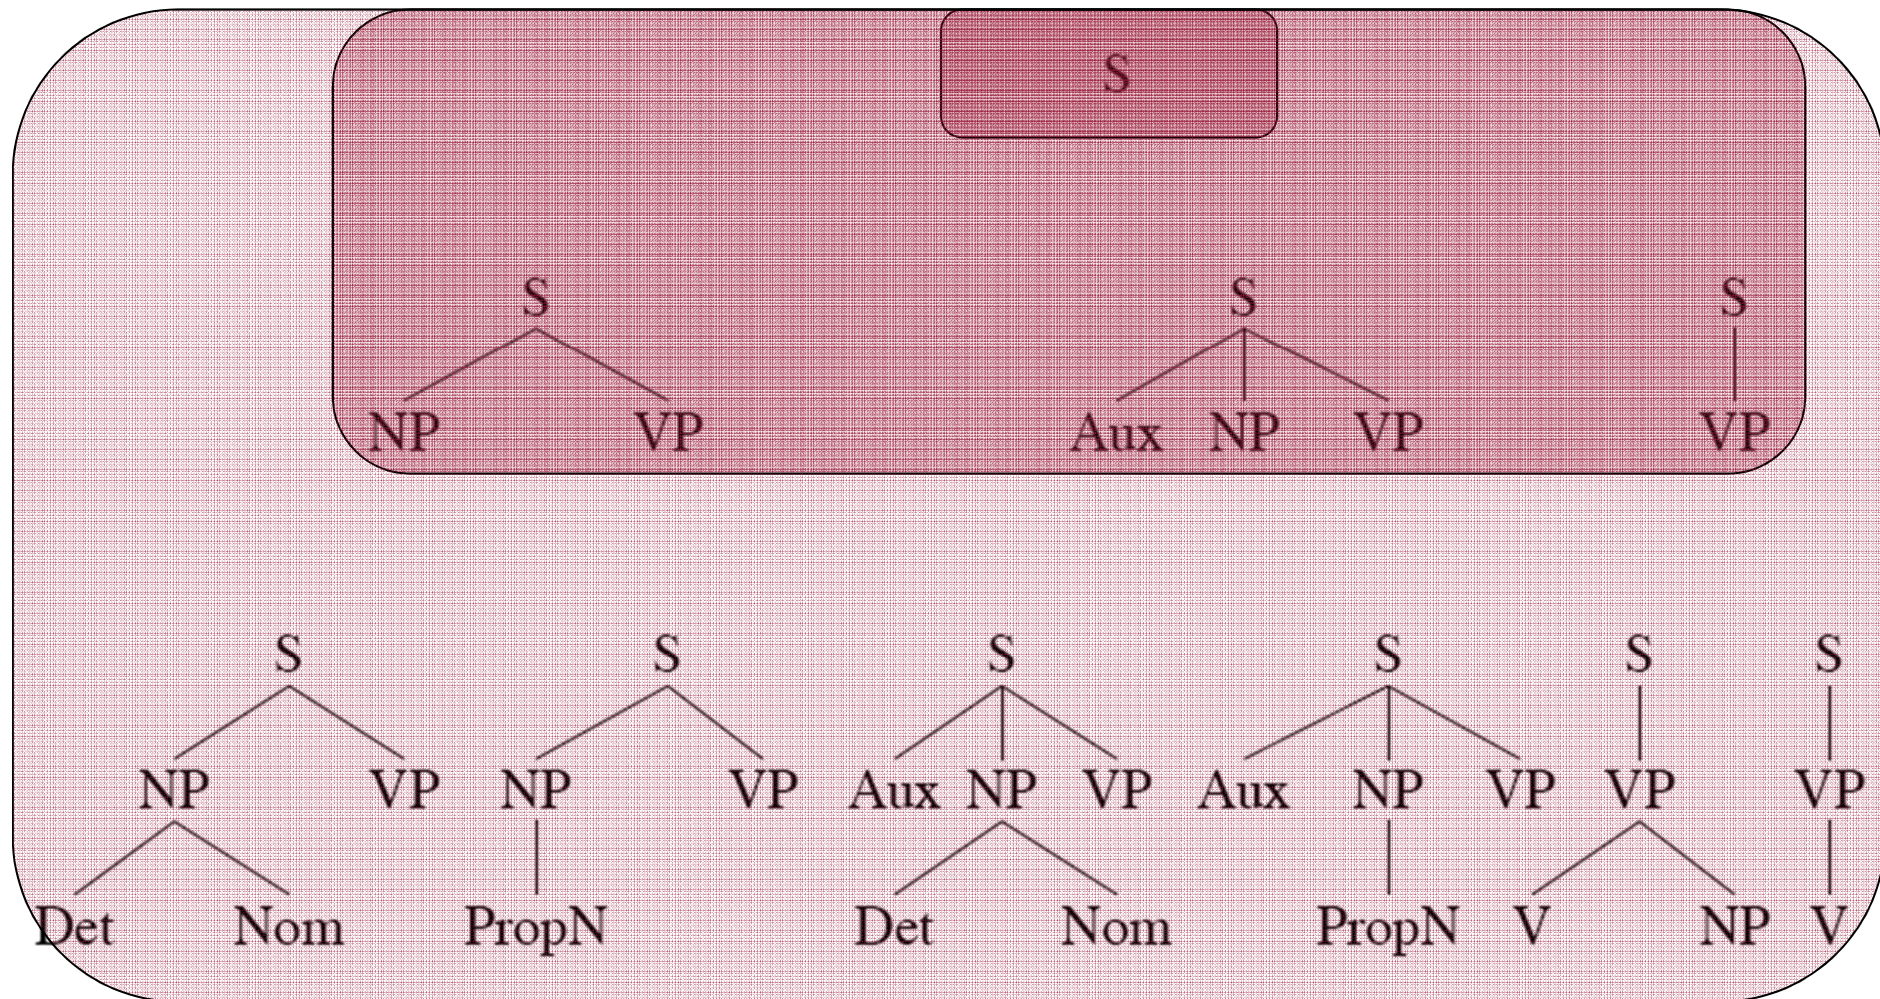 S
S S S
NP VP Aux NP VP VP
S S S S S S
NP VP NP VP Aux NP VP Aux NP VP VP VP
Det Nom PropN Det Nom PropN V NP V